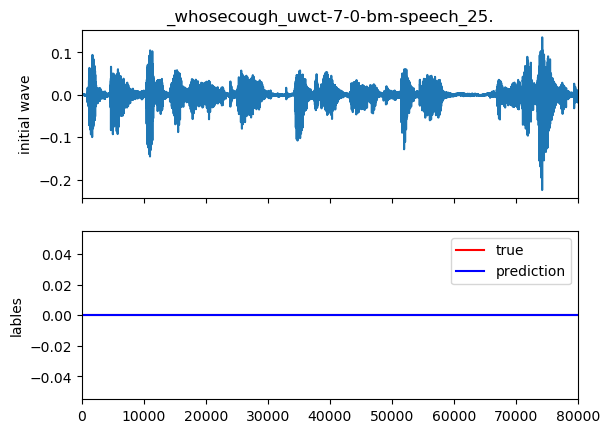 _whosecough_uwct-7-0-bm-speech_25.
0.1
0.0
−0.1
−0.2
initial wave
0.04
0.02
0.00
−0.02
−0.04
lables
true
prediction
0 10000 20000 30000 40000 50000 60000 70000 80000